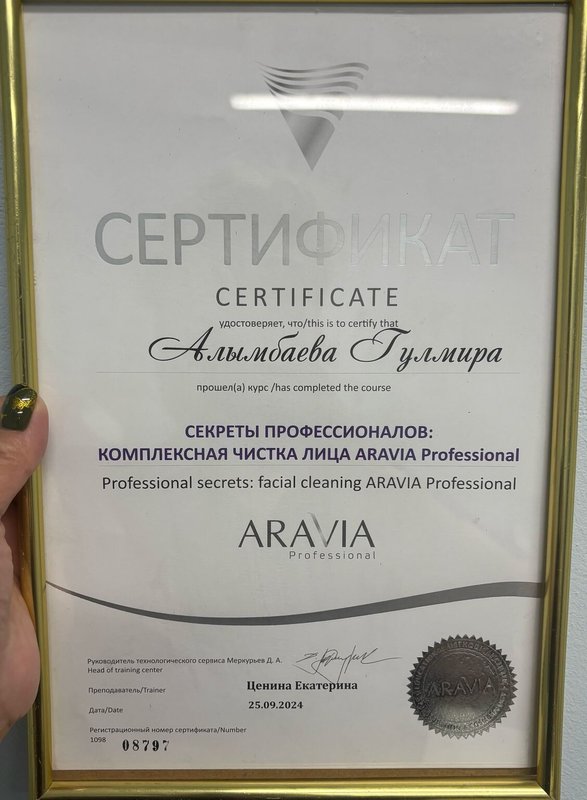 СЕРТИФИКАТ
CERTIFICATE
удостоверяет, что/this is to certify that
Алымбаева Гулмира
прошел(а) курс /has completed the course
СЕКРЕТЫ ПРОФЕССИОНАЛОВ:
КОМПЛЕКСНАЯ ЧИСТКА ЛИЦА ARAVIA Professional
Professional secrets: facial cleaning ARAVIA Professional
ARAVIA
Professional
Руководитель технологического сервиса Меркурьев Д. А.
Head of training center
Преподаватель/Trainer
Ценина Екатерина
Дата/Date
25.09.2024
Регистрационный номер сертификата/Number
1098 08797
ARAVIA